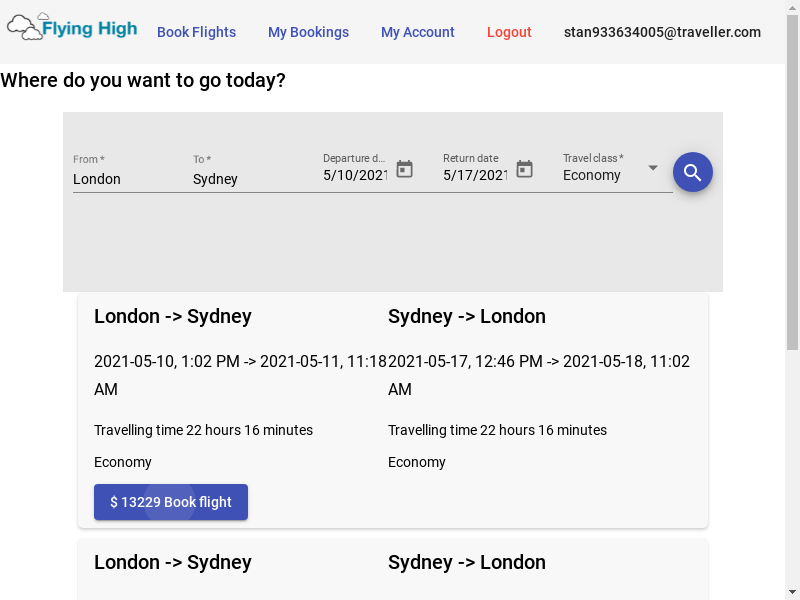 Flying High
Book Flights
My Bookings
My Account
Logout
stan933634005@traveller.com
Where do you want to go today?
From *
To *
Departure d...
Return date
Travel class *
London
Sydney
5/10/2021
5/17/2021
Economy
London -> Sydney
2021-05-10, 1:02 PM -> 2021-05-11, 11:18
AM
Travelling time 22 hours 16 minutes
Economy
Sydney -> London
2021-05-17, 12:46 PM -> 2021-05-18, 11:02
AM
Travelling time 22 hours 16 minutes
Economy
$ 13229 Book flight
London -> Sydney
Sydney -> London